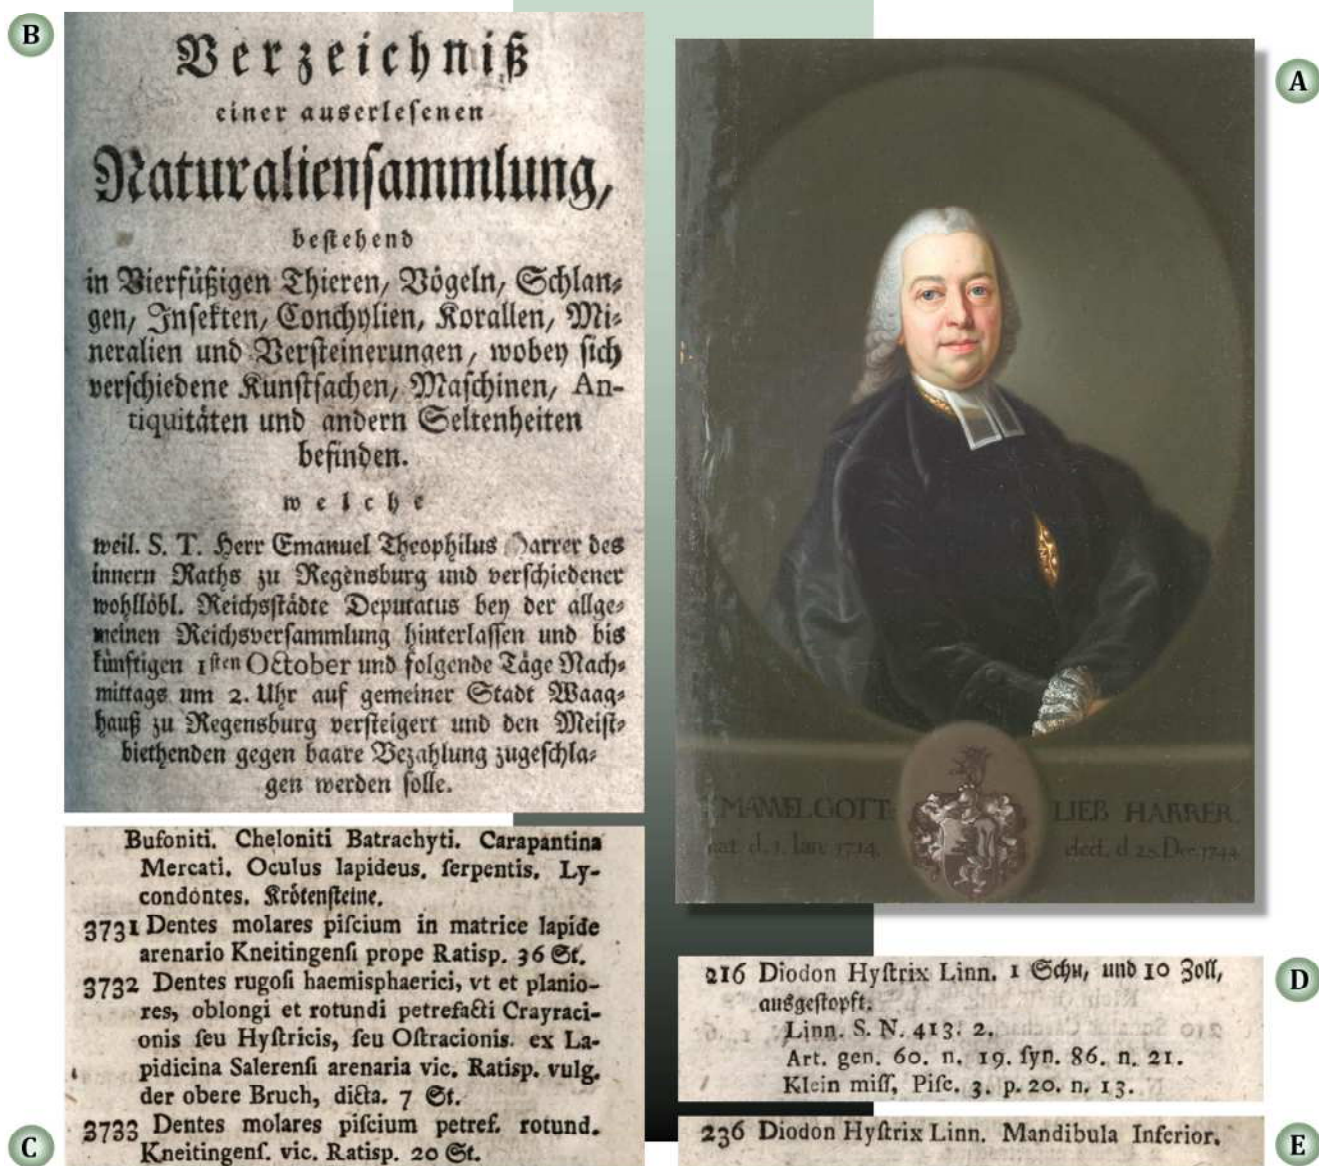 B
Verzeichniß
einer auserleſenen
Naturalienſammlung,
beſtehend
in Vierfüßigen Thieren, Vögeln, Schlan-
gen, Inſekten, Conchylien, Korallen, Mi-
neralien und Verſteinerungen, wobey ſich
verſchiedene Kunſtſachen, Maſchinen, An-
tiquitäten und andern Seltenheiten
befinden.
welche
weil. S. T. Herr Emanuel Theophilus Harrer des
innern Raths zu Regensburg und verſchiedener
wohllöbl. Reichsſtädte Deputatus bey der allge-
meinen Reichsverſammlung hinterlaſſen und bis
künftigen 1ſten October und folgende Täge Nach-
mittags um 2. Uhr auf gemeiner Stadt Waag-
hauß zu Regensburg verſteigert und den Meiſt-
biethenden gegen baare Bezahlung zugeſchla-
gen werden ſolle.
A
MANVEL.GOTT LIEB HARRER.
nat. d. 1. Ian. 1714.
Bufoniti. Cheloniti Batrachyti. Carapantina
Mercati. Oculus lapideus. ſerpentis. Ly-
condontes. Krötenſteine.
3731 Dentes molares piſcium in matrice lapide
arenario Kneitingenſi prope Ratisp. 36 St.
3732 Dentes rugoſi haemisphaerici, vt et planio-
res, oblongi et rotundi petrefacti Crayraci-
onis ſeu Hyſtricis, ſeu Oſtracionis. ex La-
pidicina Salerenſi arenaria vic. Ratisp. vulg.
der obere Bruch, dicta. 7 St.
3733 Dentes molares piſcium petref. rotund.
Kneitingenſ. vic. Ratisp. 20 St.
C
216 Diodon Hyſtrix Linn. 1 Schu, und 10 Zoll,
ausgeſtopft.
Linn. S. N. 413. 2.
Art. gen. 60. n. 19. ſyn. 86. n. 21.
Klein miſſ, Piſc. 3. p. 20. n. 13.
D
236 Diodon Hyſtrix Linn. Mandibula Inferior.
E